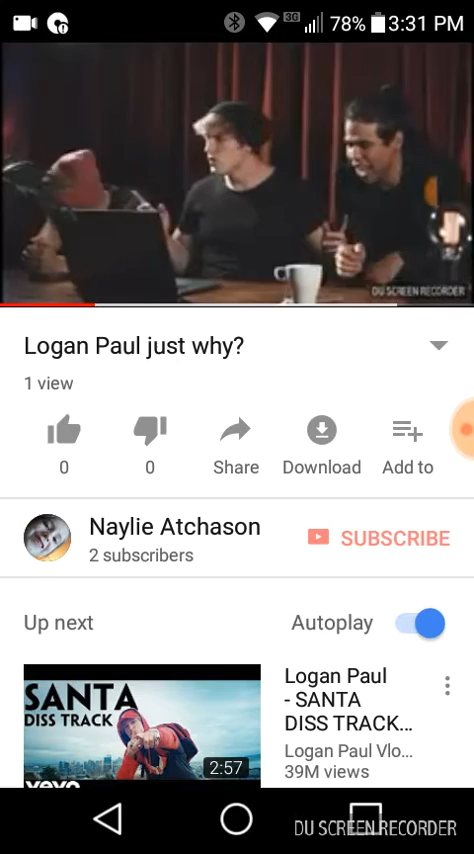 3G 78% 3:31 PM
DU SCREEN RECORDER
Logan Paul just why?
1 view
0 0 Share Download Add to
Naylie Atchason SUBSCRIBE
2 subscribers
Up next Autoplay
SANTA
DISS TRACK
2:57
vevo
Logan Paul
- SANTA
DISS TRACK...
Logan Paul Vlo...
39M views
DU SCREEN RECORDER